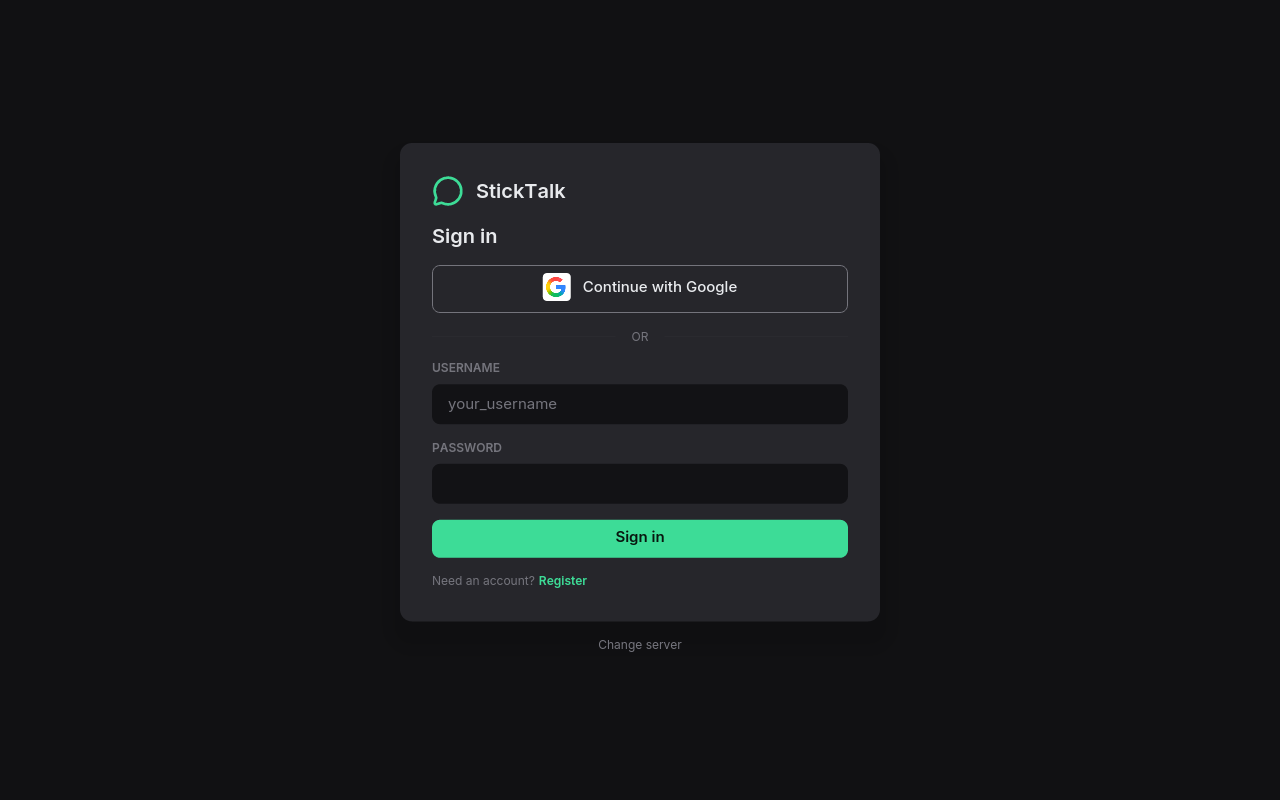 StickTalk
Sign in
Continue with Google
OR
USERNAME
your_username
PASSWORD
Sign in
Need an account? Register
Change server